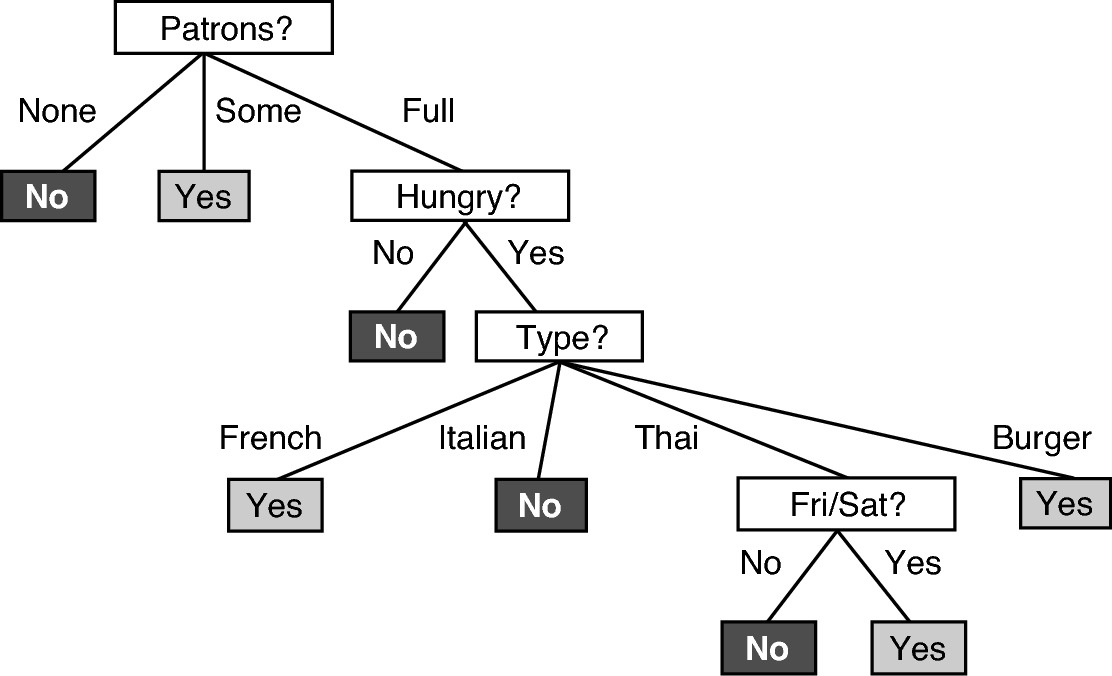 Patrons?
None Some Full
No Yes Hungry?
No Yes
No Type?
French Italian Thai Burger
Yes No Fri/Sat? Yes
No Yes
No Yes